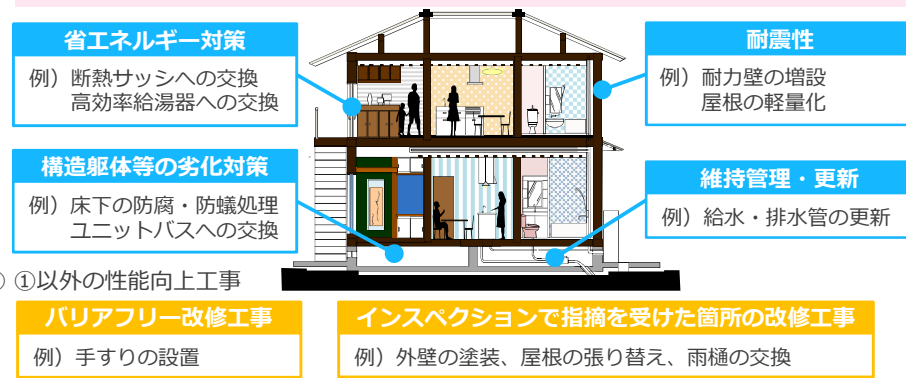 省エネルギー対策
例）断熱サッシへの交換
高効率給湯器への交換
耐震性
例）耐力壁の増設
屋根の軽量化
構造躯体等の劣化対策
例）床下の防腐・防蟻処理
ユニットバスへの交換
維持管理・更新
例）給水・排水管の更新
①以外の性能向上工事
バリアフリー改修工事
例）手すりの設置
インスペクションで指摘を受けた箇所の改修工事
例）外壁の塗装、屋根の張り替え、雨樋の交換